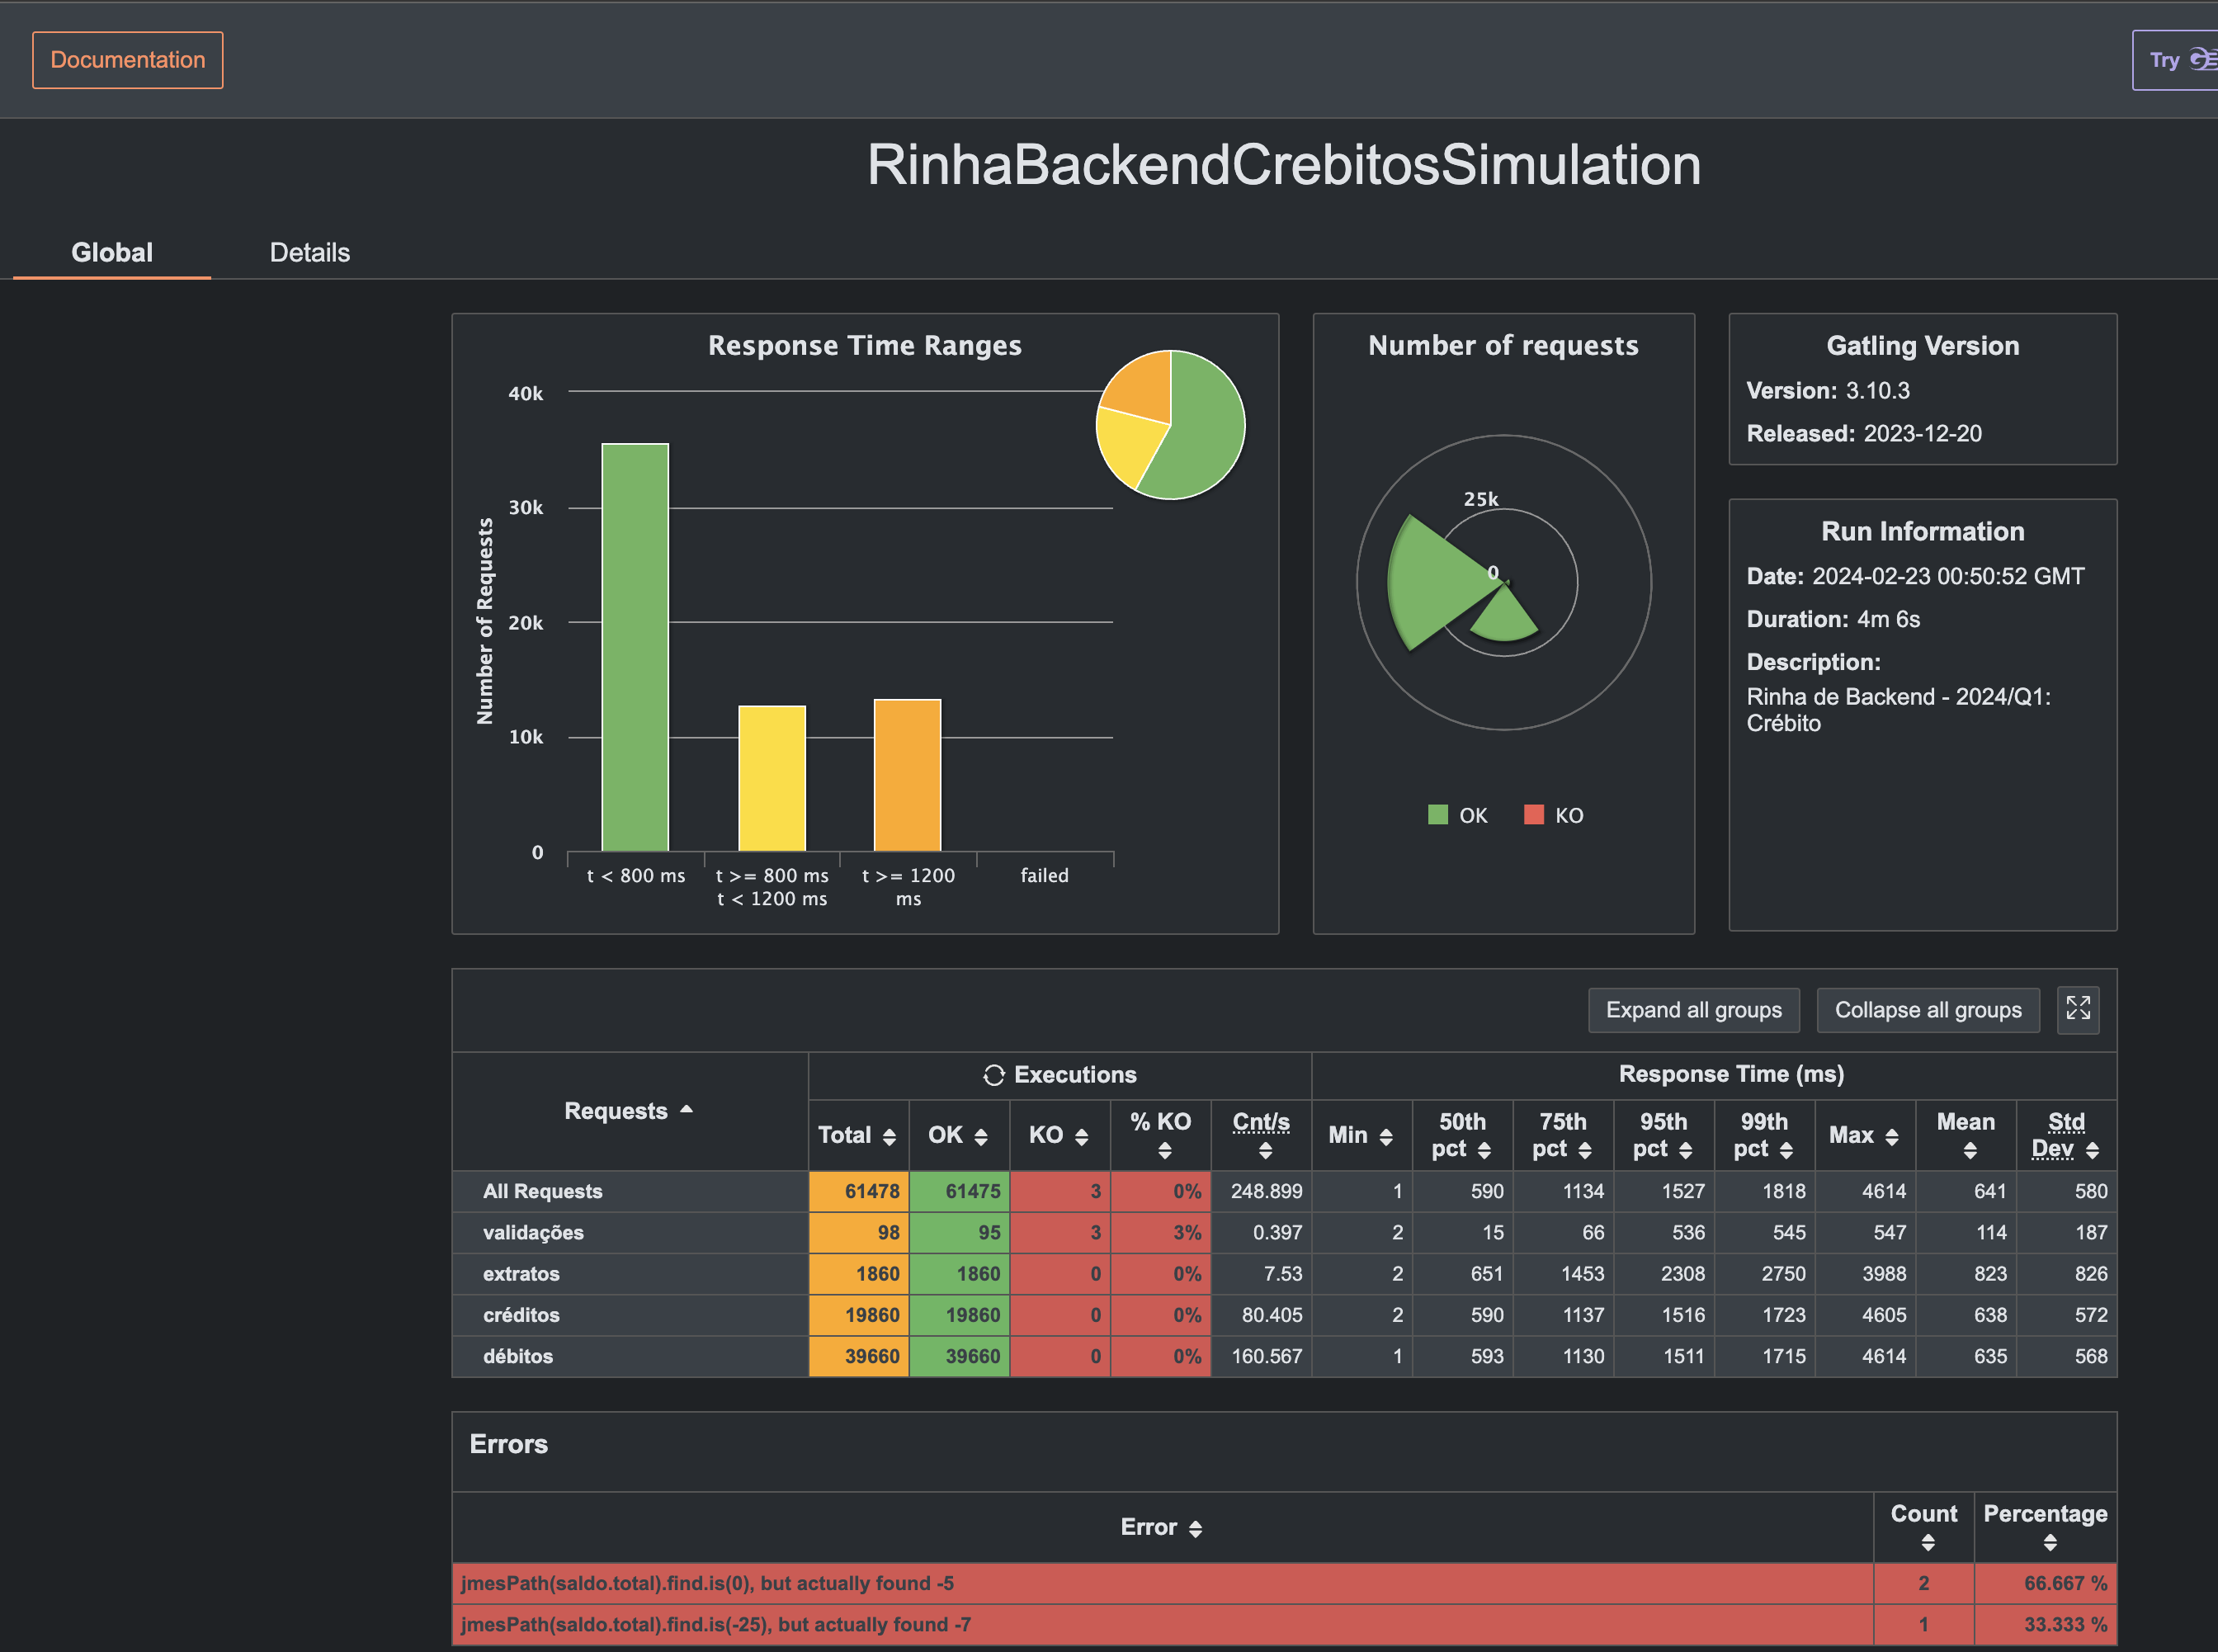 Documentation
Try
RinhaBackendCrebitosSimulation
Global Details
Response Time Ranges
Number of Requests
40k
30k
20k
10k
0
t < 800 ms
t >= 800 ms
t < 1200 ms
t >= 1200
ms
failed
Number of requests
25k
0
OK KO
Gatling Version
Version: 3.10.3
Released: 2023-12-20
Run Information
Date: 2024-02-23 00:50:52 GMT
Duration: 4m 6s
Description:
Rinha de Backend - 2024/Q1:
Crébito
Expand all groups Collapse all groups
Requests Executions Response Time (ms)
Total OK KO % KO Cnt/s Min 50th pct 75th pct 95th pct 99th pct Max Mean Std Dev
All Requests 61478 61475 3 0% 248.899 1 590 1134 1527 1818 4614 641 580
validações 98 95 3 3% 0.397 2 15 66 536 545 547 114 187
extratos 1860 1860 0 0% 7.53 2 651 1453 2308 2750 3988 823 826
créditos 19860 19860 0 0% 80.405 2 590 1137 1516 1723 4605 638 572
débitos 39660 39660 0 0% 160.567 1 593 1130 1511 1715 4614 635 568
Errors
Error Count Percentage
jmesPath(saldo.total).find.is(0), but actually found -5 2 66.667 %
jmesPath(saldo.total).find.is(-25), but actually found -7 1 33.333 %